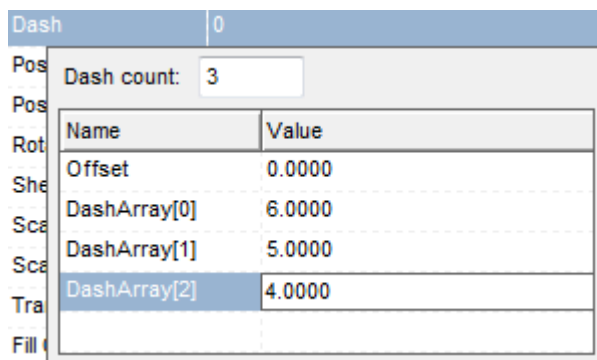 Dash 0
Pos
Dash count: 3
Pos
Name Value
Rot
Offset 0.0000
She
DashArray[0] 6.0000
Sca
DashArray[1] 5.0000
Sca
DashArray[2] 4.0000
Tra
Fill